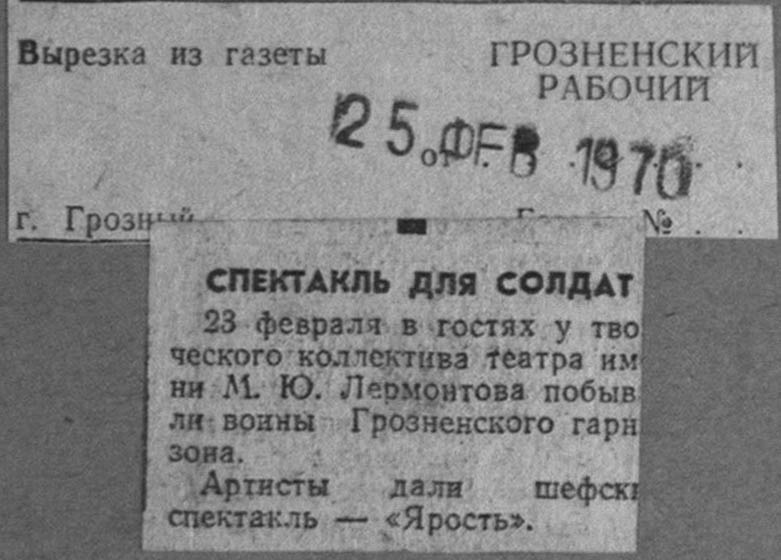 Вырезка из газеты ГРОЗНЕНСКИЙ
РАБОЧИЙ
25 ФЕВ 1970
от . . .
г. Грозный № . .
СПЕКТАКЛЬ ДЛЯ СОЛДАТ
23 февраля в гостях у тво
ческого коллектива театра им
ни М. Ю. Лермонтова побыв
ли воины Грозненского гарн
зона.
Артисты дали шефски
спектакль — «Ярость».